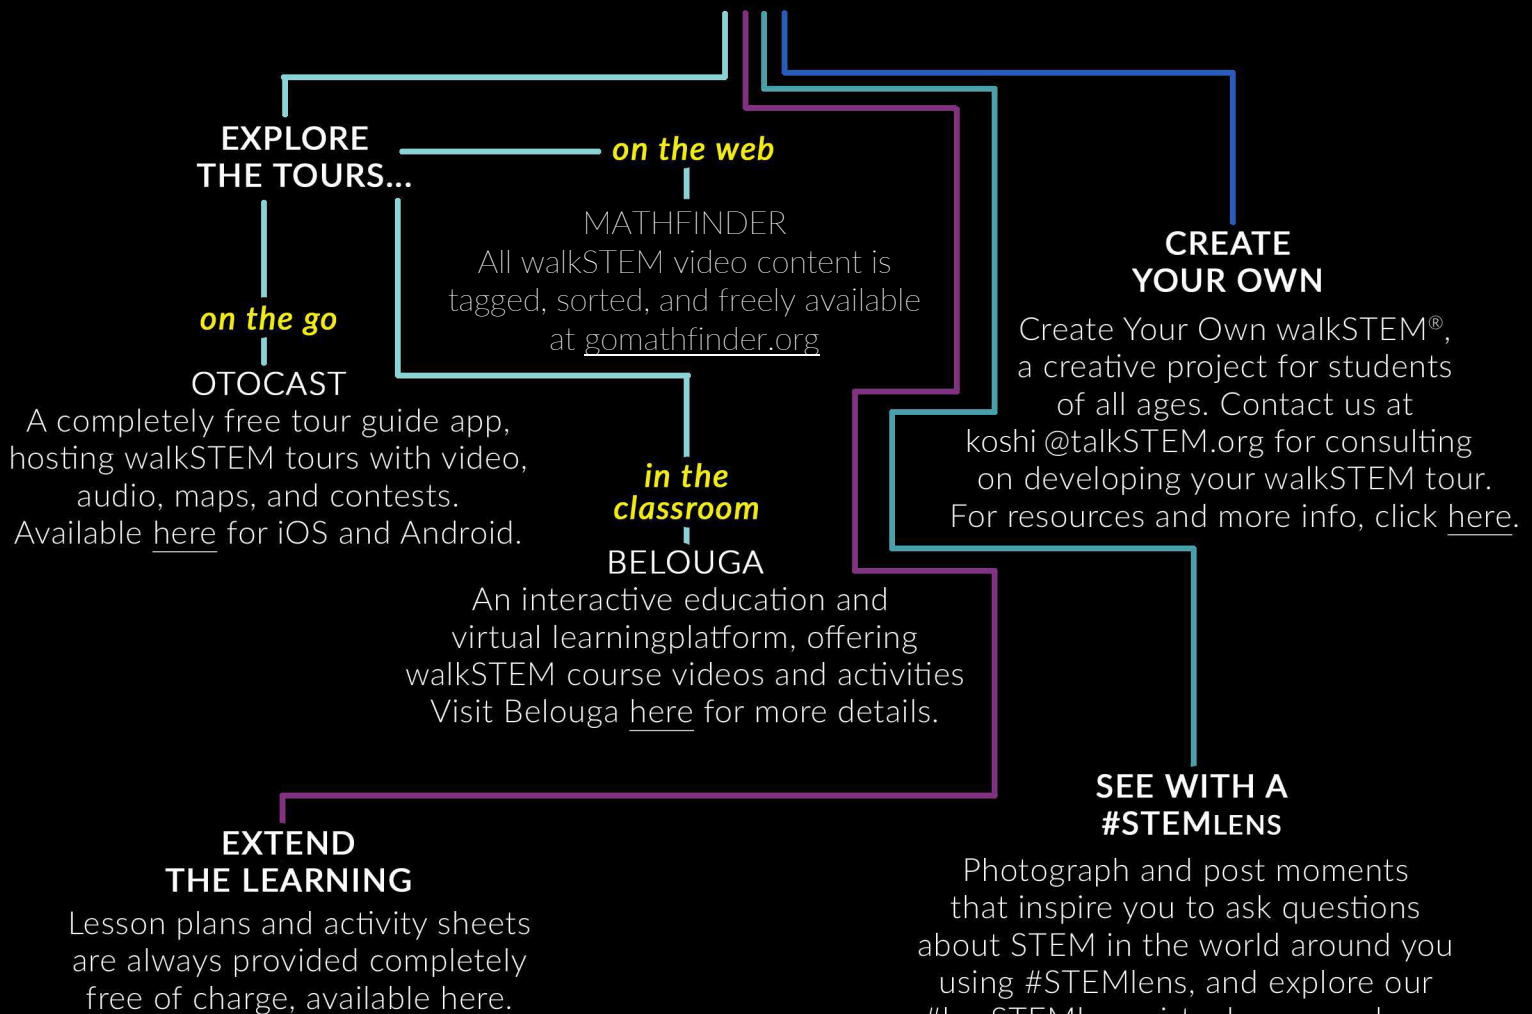 EXPLORE
THE TOURS...
on the web
MATHFINDER
All walkSTEM video content is
tagged, sorted, and freely available
at gomathfinder.org
on the go
OTOCAST
A completely free tour guide app,
hosting walkSTEM tours with video,
audio, maps, and contests.
Available here for iOS and Android.
in the
classroom
BELOUGA
An interactive education and
virtual learningplatform, offering
walkSTEM course videos and activities
Visit Belouga here for more details.
CREATE
YOUR OWN
Create Your Own walkSTEM®,
a creative project for students
of all ages. Contact us at
koshi @talkSTEM.org for consulting
on developing your walkSTEM tour.
For resources and more info, click here.
EXTEND
THE LEARNING
Lesson plans and activity sheets
are always provided completely
free of charge, available here.
SEE WITH A
#STEMLENS
Photograph and post moments
that inspire you to ask questions
about STEM in the world around you
using #STEMlens, and explore our